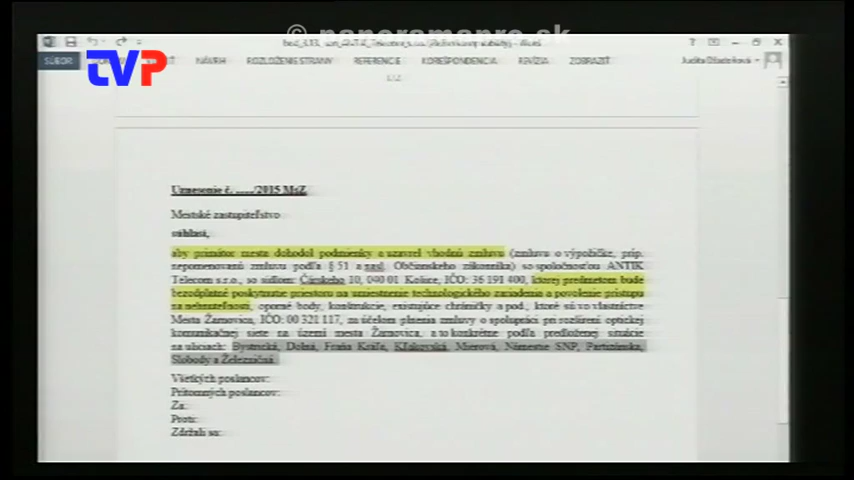 © panoramapro.sk
TVP
SÚBOR NÁVRH ROZLOŽENIE STRANY REFERENCIE KOREŠPONDENCIA REVÍZIA ZOBRAZIŤ
Uznesenie č. ..../2015 MsZ
Mestské zastupiteľstvo
súhlasí,
aby primátor mesta dohodol podmienky a uzavrel vhodnú zmluvu (zmluvu o výpožičke, príp.
nepomenovanú zmluvu podľa § 51 a nasl. Občianskeho zákonníka) so spoločnosťou ANTIK
Telecom s.r.o., so sídlom: Čárskeho 10, 040 01 Košice, IČO: 36 191 400, ktorej predmetom bude
bezodplatné poskytnutie priestoru na umiestnenie technologického zariadenia a povolenie prístupu
na nehnuteľnosti, oporné body, konštrukcie, existujúce chráničky a pod., ktoré sú vo vlastníctve
Mesta Žarnovica, IČO: 00 321 117, za účelom plnenia zmluvy o spolupráci pri rozšírení optickej
komunikačnej siete na území mesta Žarnovica, a to konkrétne podľa predloženej situácie
na uliciach: Bystrická, Dolná, Fraňa Kráľa, Kľakovská, Mierová, Námestie SNP, Partizánska,
Slobody a Železničná.
Všetkých poslancov:
Prítomných poslancov:
Za:
Proti:
Zdržali sa: